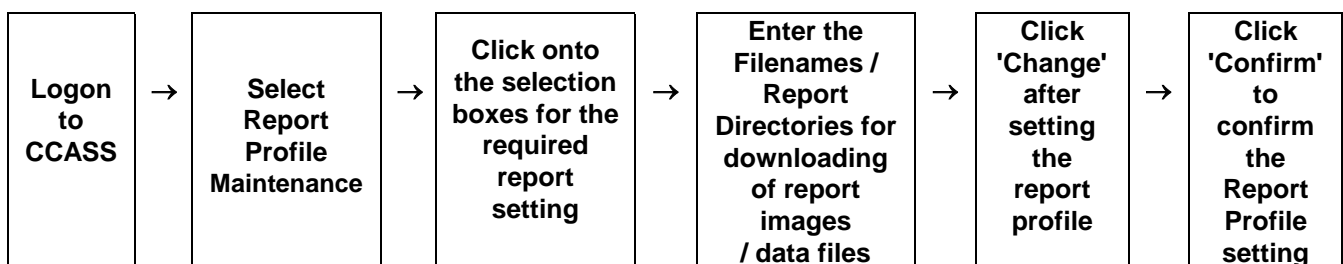 Logon
to
CCASS
→
Select
Report
Profile
Maintenance
→
Click onto
the selection
boxes for the
required
report
setting
→
Enter the
Filenames /
Report
Directories for
downloading
of report
images
/ data files
→
Click
'Change'
after
setting
the
report
profile
→
Click
'Confirm'
to
confirm
the
Report
Profile
setting